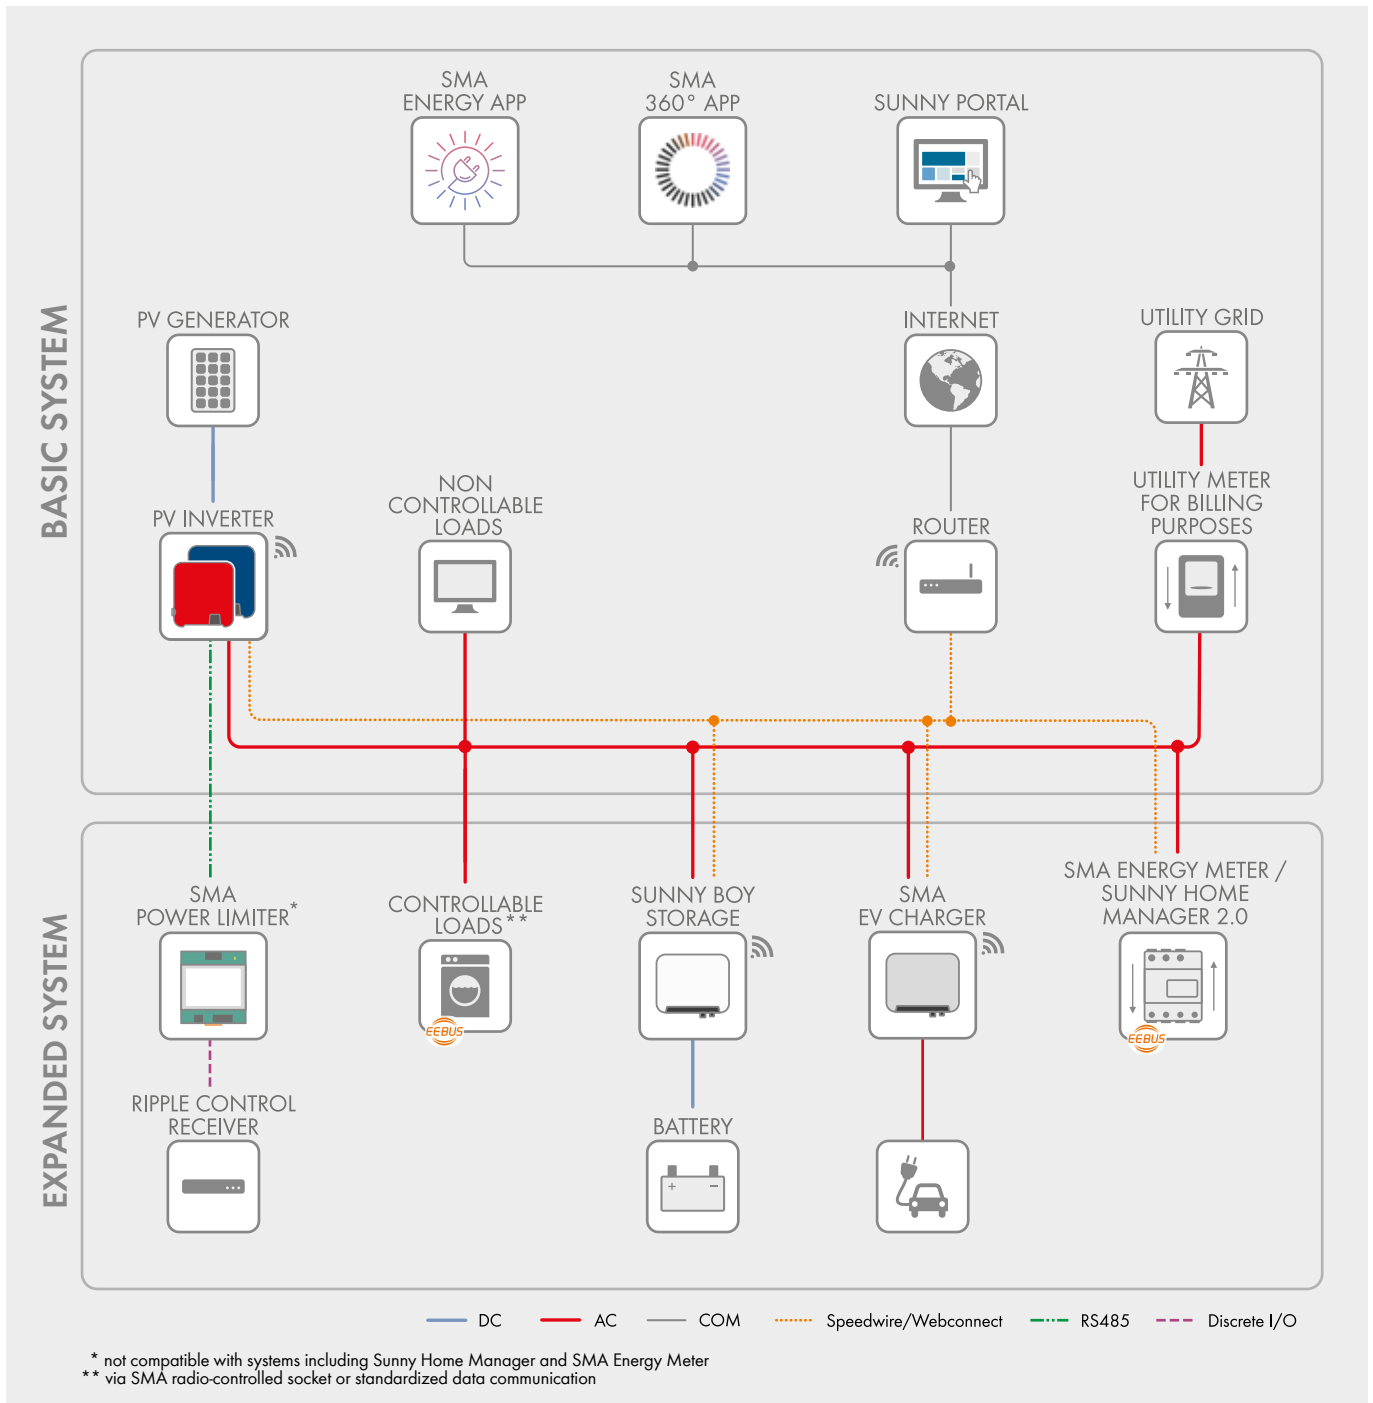 BASIC SYSTEM
SMA
ENERGY APP
SMA
360° APP
SUNNY PORTAL
PV GENERATOR
INTERNET
UTILITY GRID
PV INVERTER
NON
CONTROLLABLE
LOADS
ROUTER
UTILITY METER
FOR BILLING
PURPOSES
EXPANDED SYSTEM
SMA
POWER LIMITER*
CONTROLLABLE
LOADS**
EEBUS
SUNNY BOY
STORAGE
SMA
EV CHARGER
SMA ENERGY METER /
SUNNY HOME
MANAGER 2.0
EEBUS
RIPPLE CONTROL
RECEIVER
BATTERY
+ −
DC
AC
COM
Speedwire/Webconnect
RS485
Discrete I/O
* not compatible with systems including Sunny Home Manager and SMA Energy Meter
** via SMA radio-controlled socket or standardized data communication